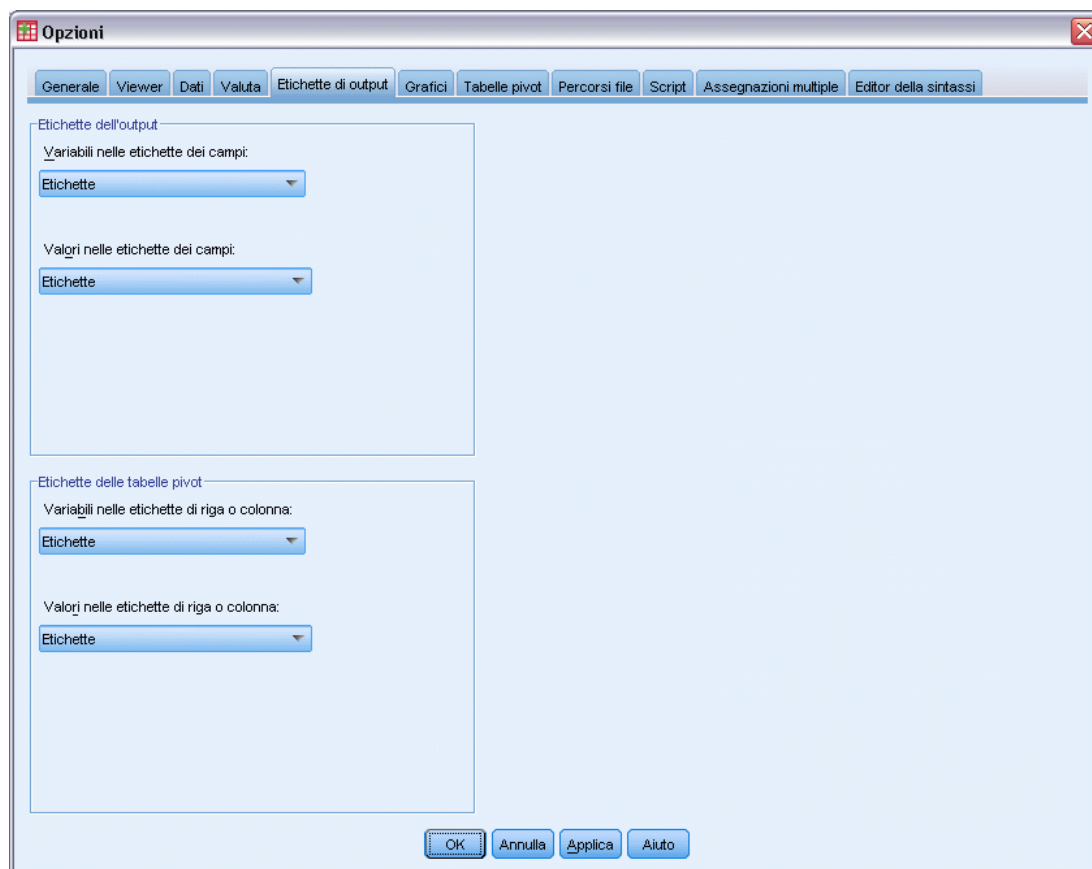 Opzioni
Generale Viewer Dati Valuta Etichette di output Grafici Tabelle pivot Percorsi file Script Assegnazioni multiple Editor della sintassi
Etichette dell'output
Variabili nelle etichette dei campi:
Etichette
Valori nelle etichette dei campi:
Etichette
Etichette delle tabelle pivot
Variabili nelle etichette di riga o colonna:
Etichette
Valori nelle etichette di riga o colonna:
Etichette
OK Annulla Applica Aiuto